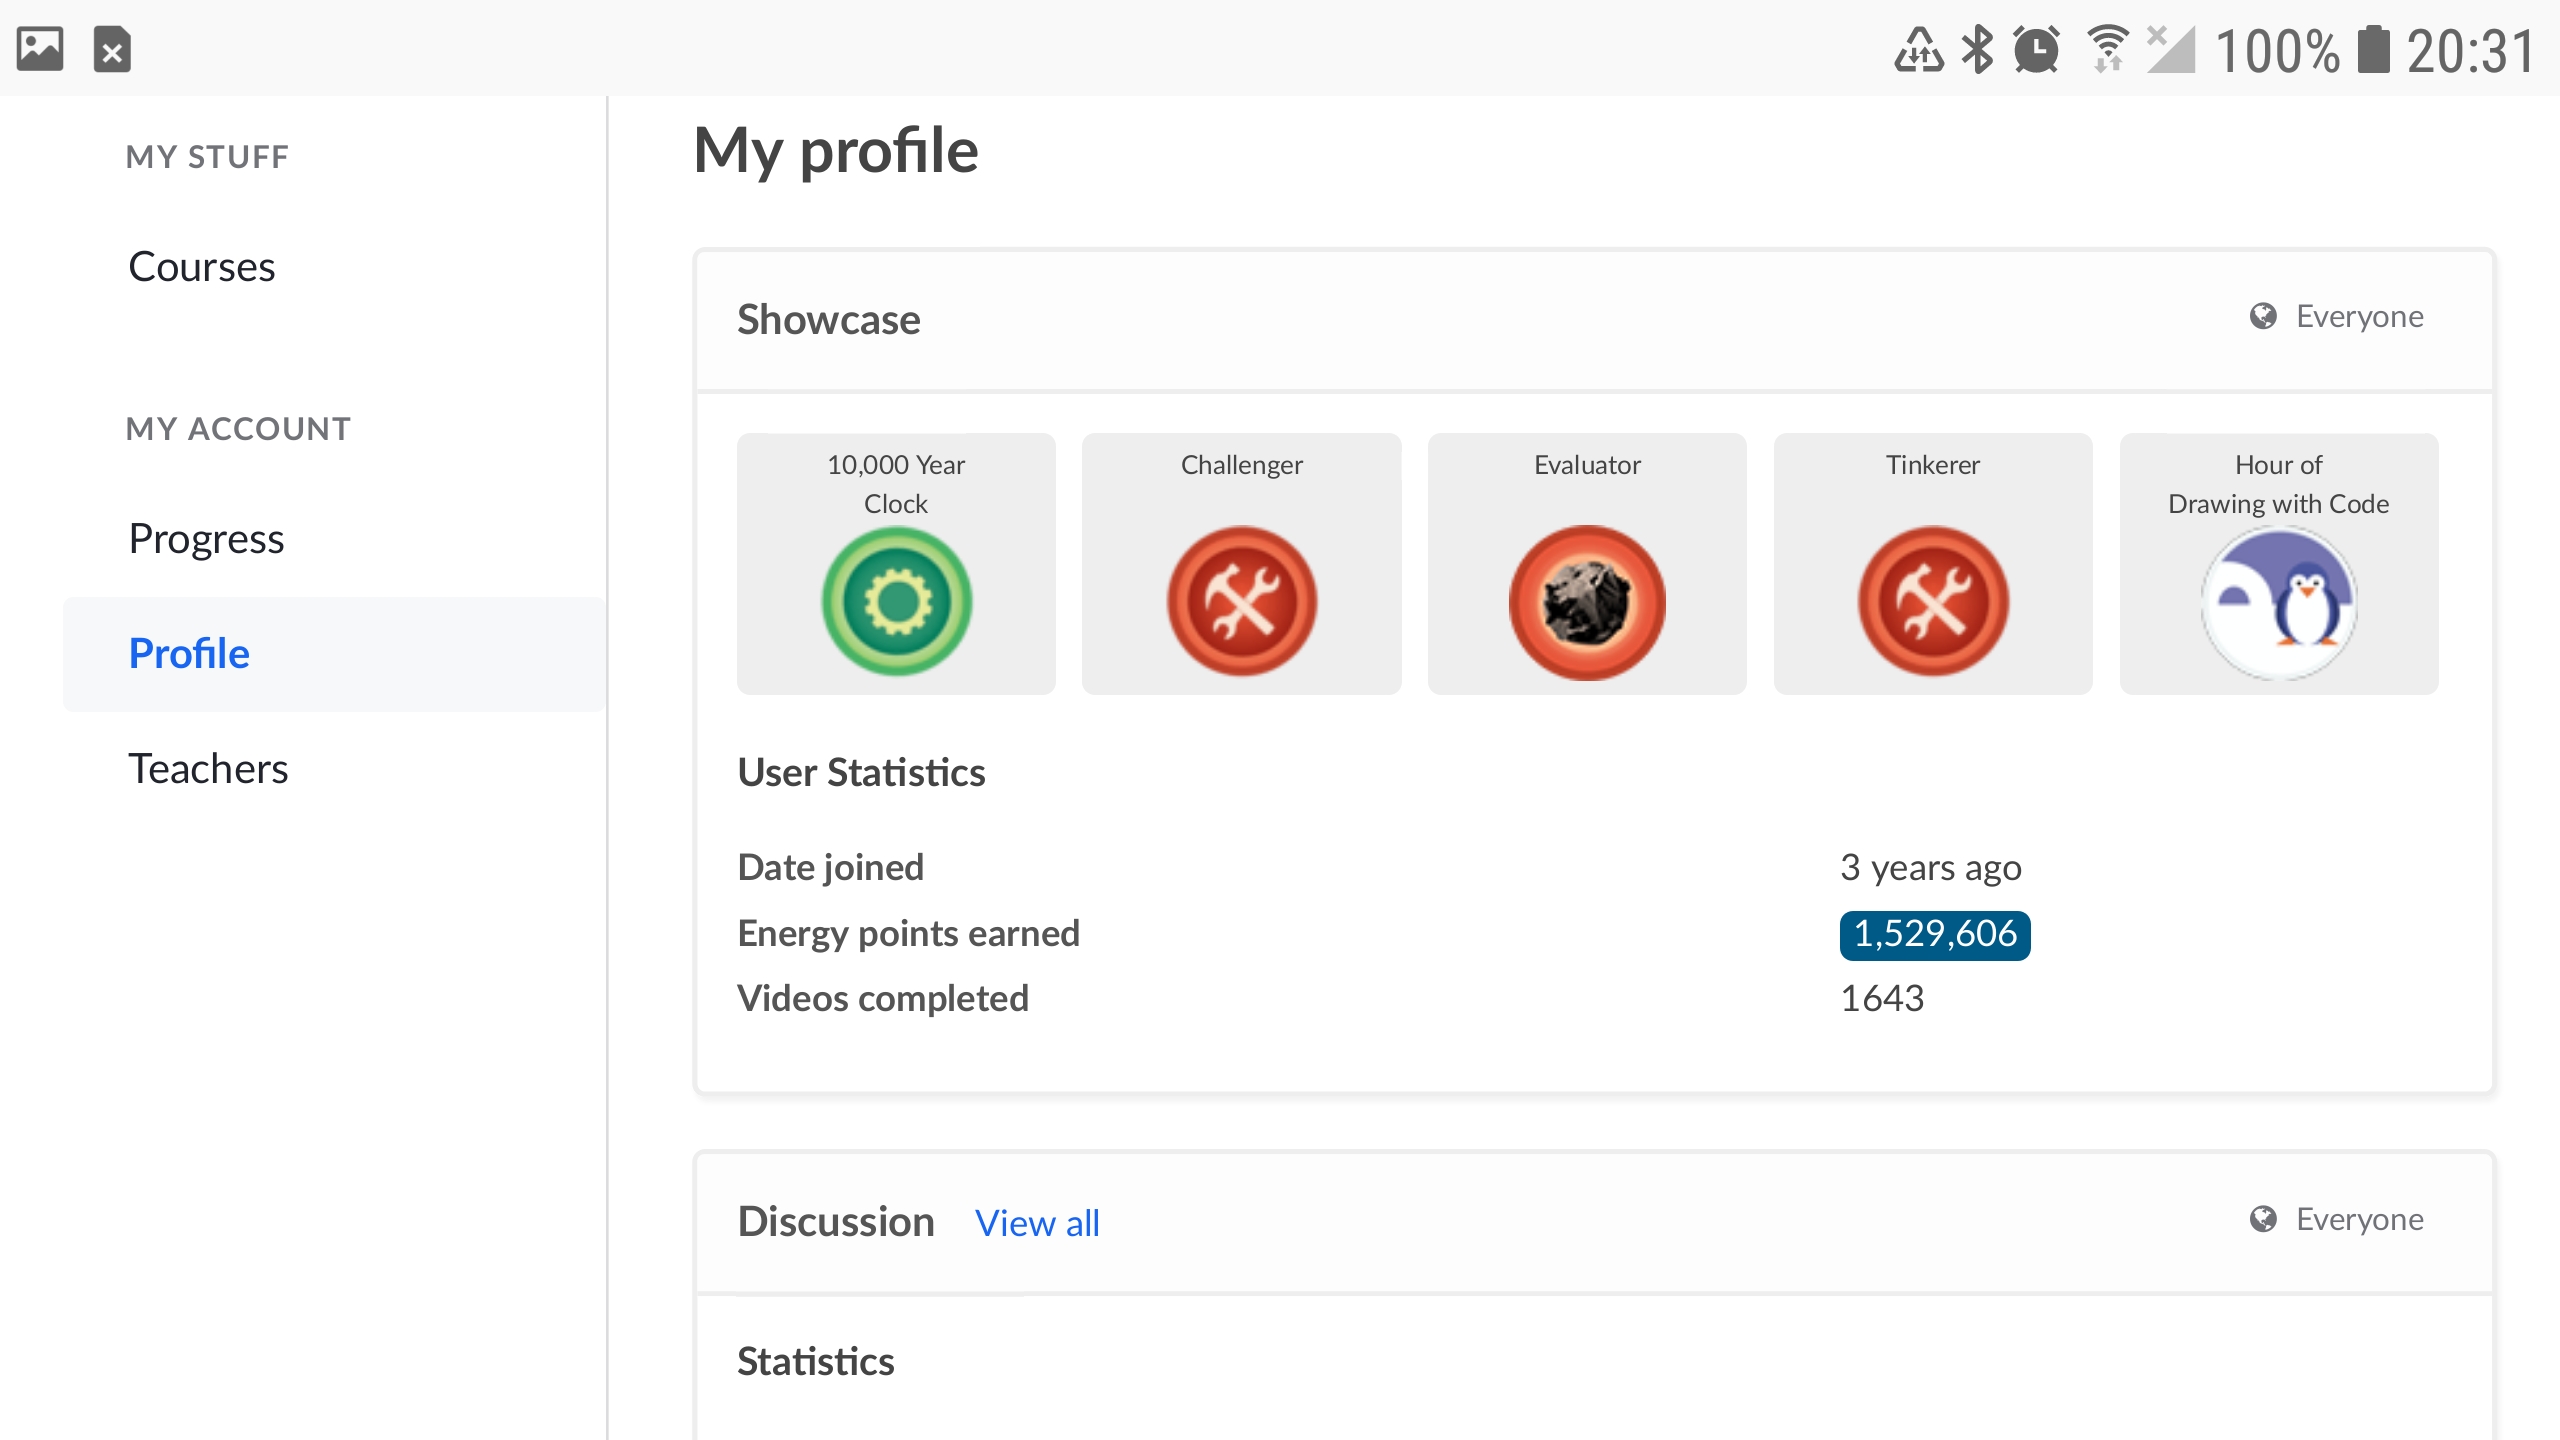 100% 20:31
MY STUFF
Courses
MY ACCOUNT
Progress
Profile
Teachers
My profile
Showcase
Everyone
10,000 Year
Clock
Challenger
Evaluator
Tinkerer
Hour of
Drawing with Code
User Statistics
Date joined 3 years ago
Energy points earned 1,529,606
Videos completed 1643
Discussion View all
Everyone
Statistics